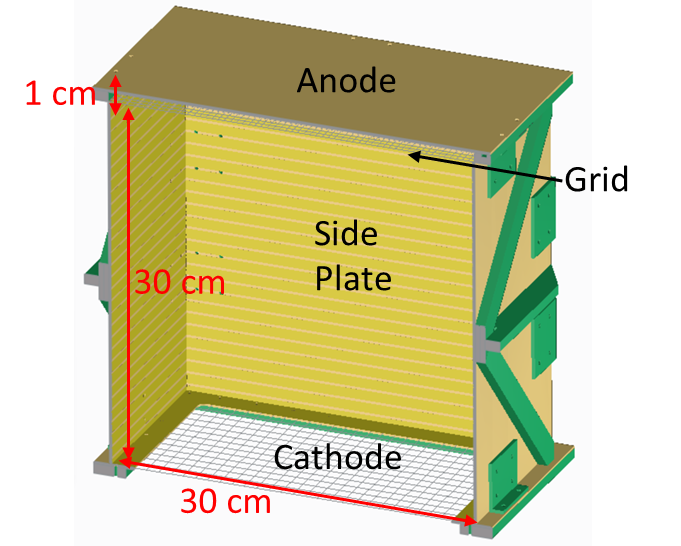 Anode
1 cm
Grid
Side
Plate
30 cm
Cathode
30 cm